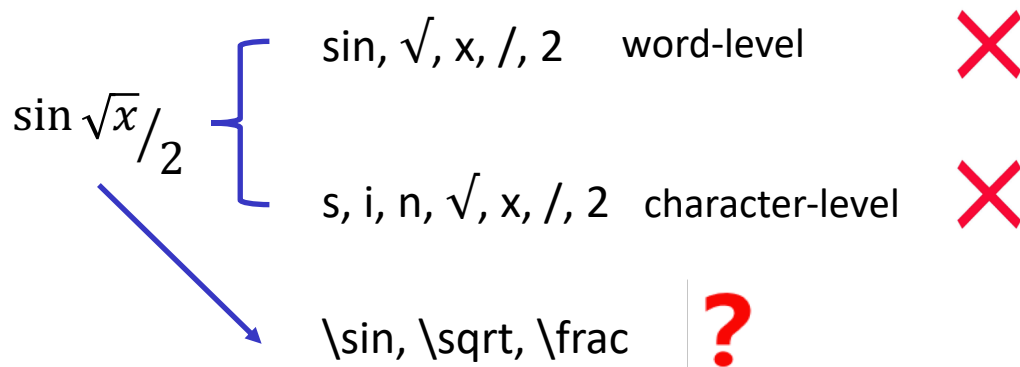 sin, √, x, /, 2 word-level
sin √x/2
s, i, n, √, x, /, 2 character-level
\sin, \sqrt, \frac ?